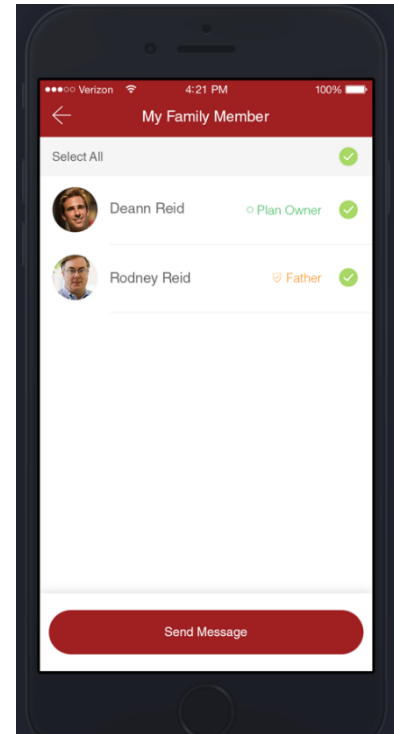 Verizon 4:21 PM 100%
My Family Member
Select All
Deann Reid Plan Owner
Rodney Reid Father
Send Message